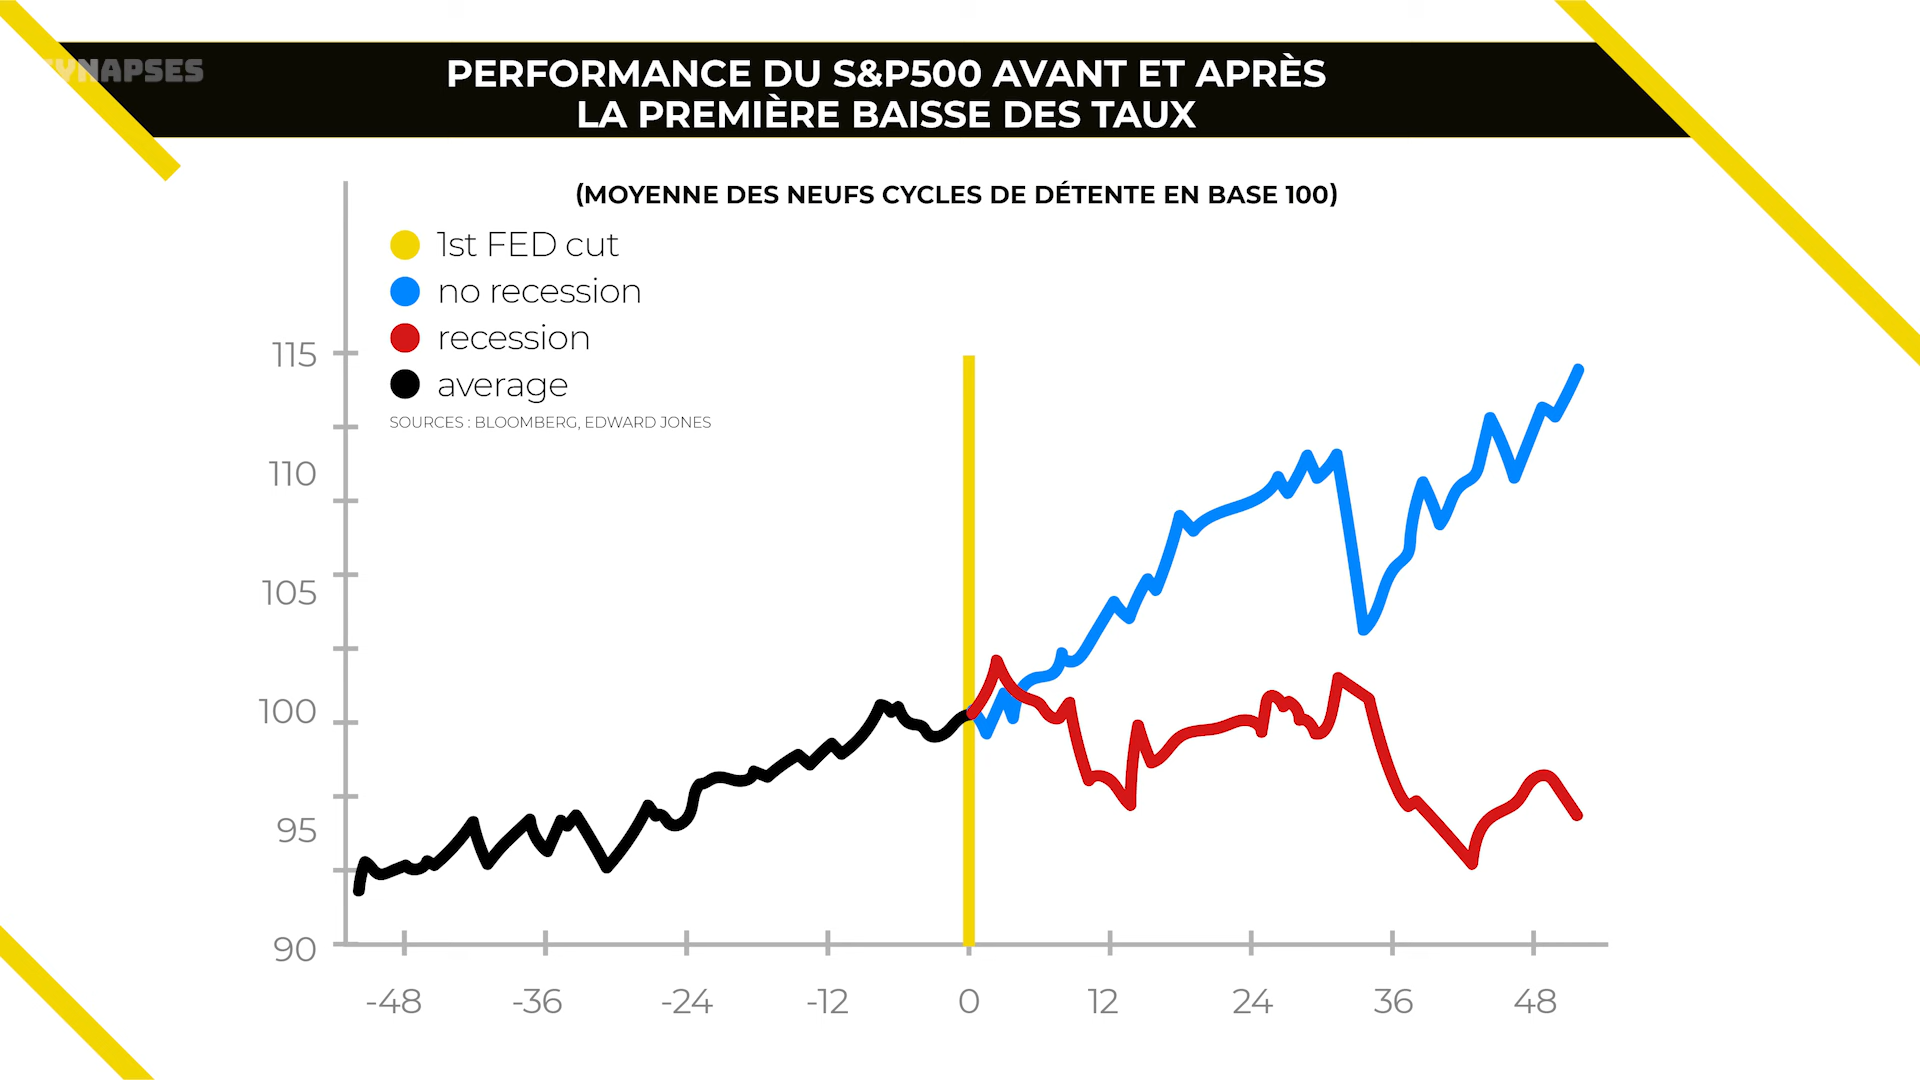 SYNAPSES
PERFORMANCE DU S&P500 AVANT ET APRÈS
LA PREMIÈRE BAISSE DES TAUX
(MOYENNE DES NEUFS CYCLES DE DÉTENTE EN BASE 100)
1st FED cut
no recession
recession
average
SOURCES : BLOOMBERG, EDWARD JONES
115
110
105
100
95
90
-48 -36 -24 -12 0 12 24 36 48